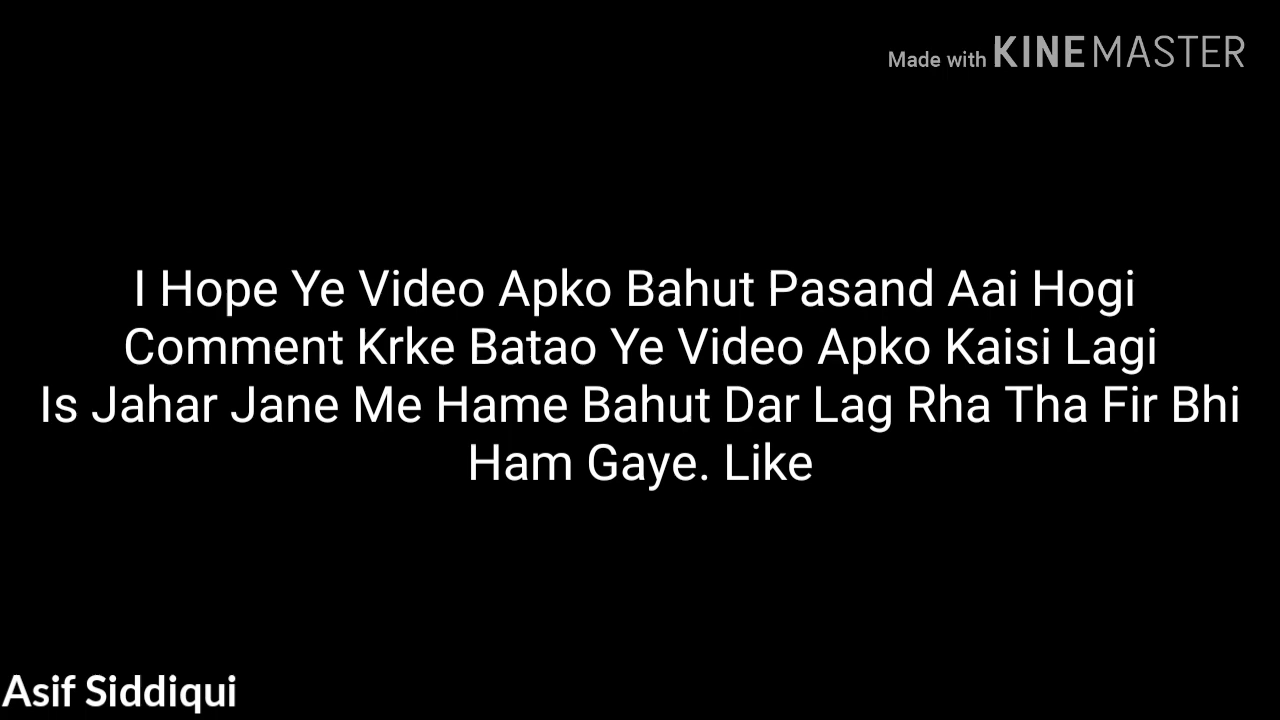 Made with KINEMASTER
I Hope Ye Video Apko Bahut Pasand Aai Hogi
Comment Krke Batao Ye Video Apko Kaisi Lagi
Is Jahar Jane Me Hame Bahut Dar Lag Rha Tha Fir Bhi
Ham Gaye. Like
Asif Siddiqui